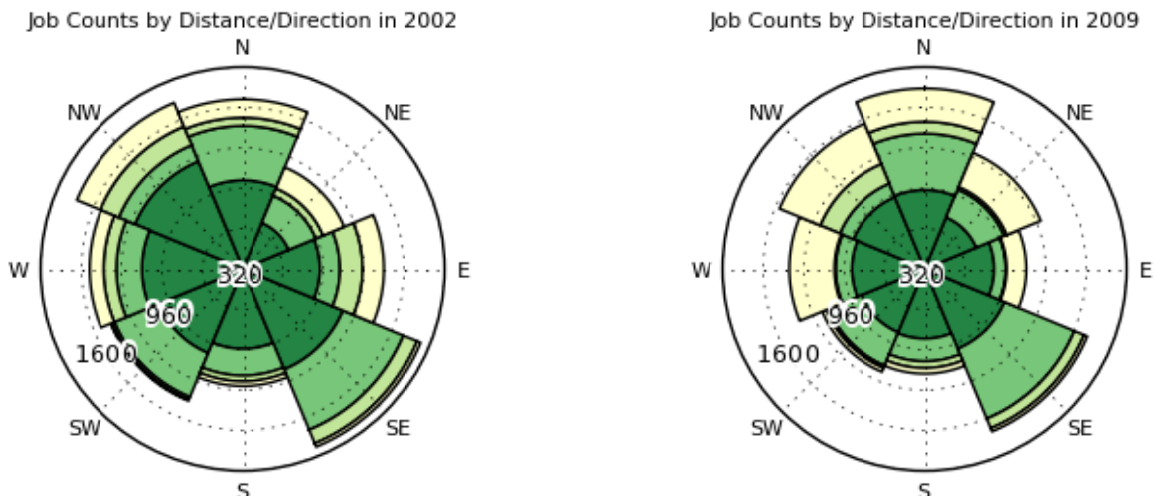 Job Counts by Distance/Direction in 2002
N
NW
NE
W
320
E
960
1600
SW
SE
S
Job Counts by Distance/Direction in 2009
N
NW
NE
W
320
E
960
1600
SW
SE
S